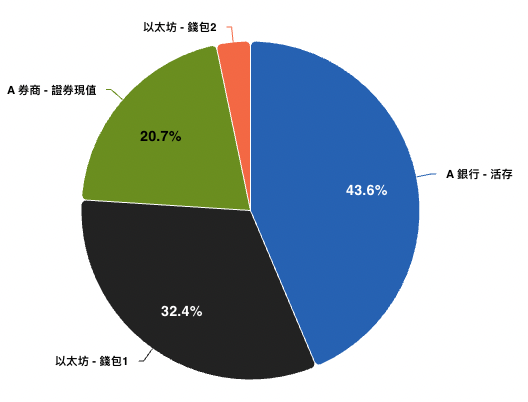 以太坊 - 錢包2
A 券商 - 證券現值
20.7%
A 銀行 - 活存
43.6%
32.4%
以太坊 - 錢包1